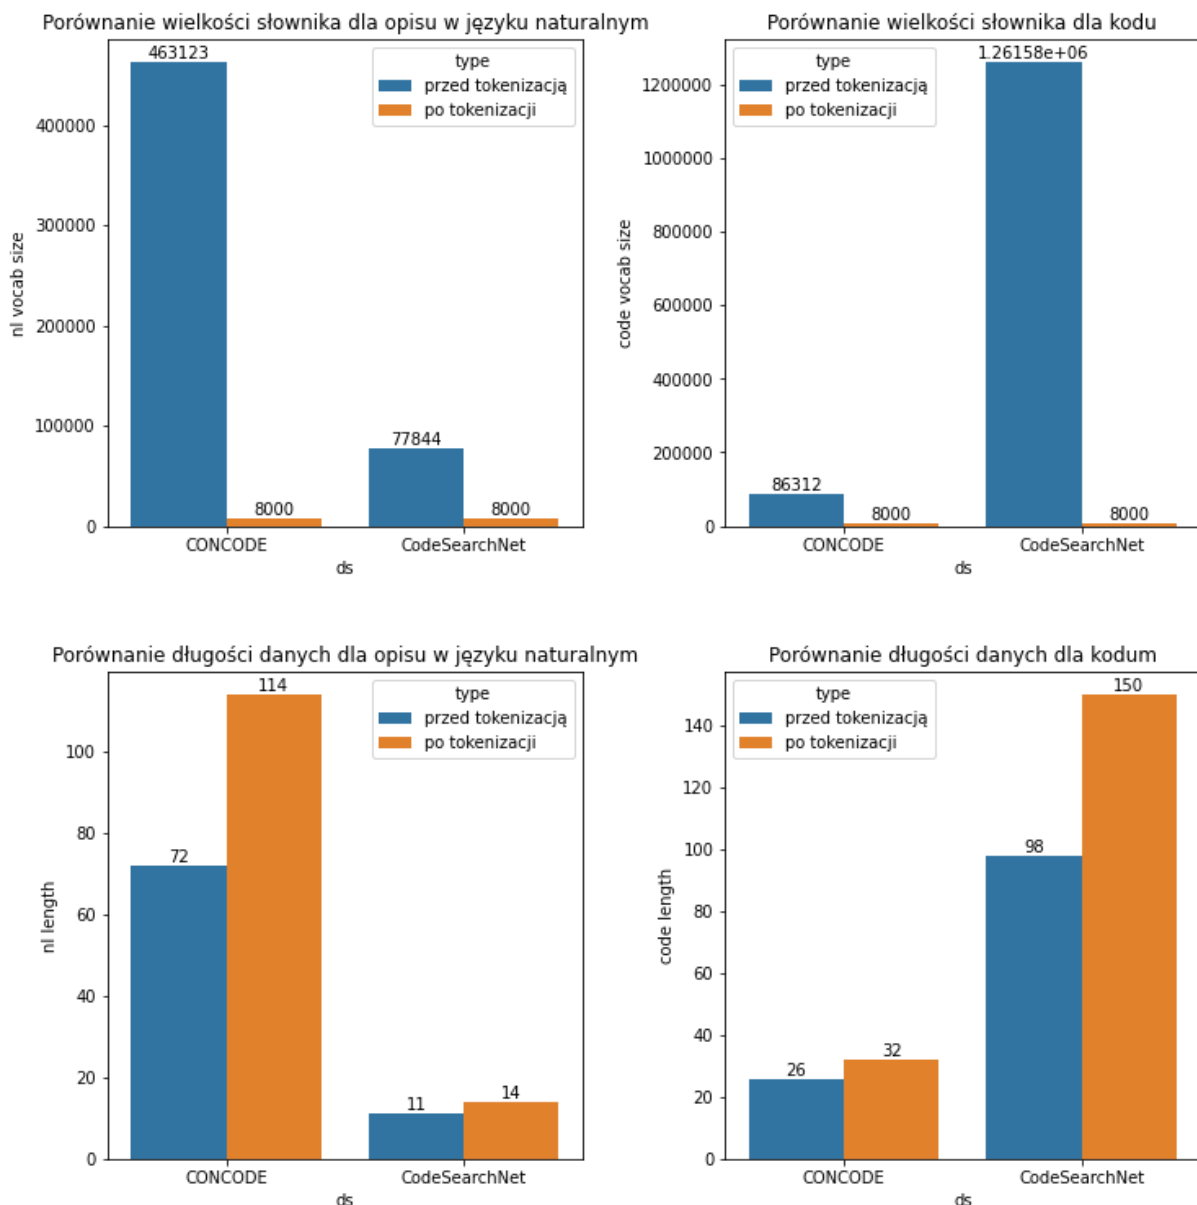 Porównanie wielkości słownika dla opisu w języku naturalnym
463123
type
przed tokenizacją
po tokenizacji
400000
300000
200000
100000
0
nl vocab size
77844
8000
8000
CONCODE
CodeSearchNet
ds
Porównanie wielkości słownika dla kodu
1.26158e+06
type
przed tokenizacją
po tokenizacji
1200000
1000000
800000
600000
400000
200000
0
code vocab size
86312
8000
8000
CONCODE
CodeSearchNet
ds
Porównanie długości danych dla opisu w języku naturalnym
114
type
przed tokenizacją
po tokenizacji
100
80
60
40
20
0
nl length
72
11
14
CONCODE
CodeSearchNet
ds
Porównanie długości danych dla kodum
150
type
przed tokenizacją
po tokenizacji
140
120
100
80
60
40
20
0
code length
98
26
32
CONCODE
CodeSearchNet
ds